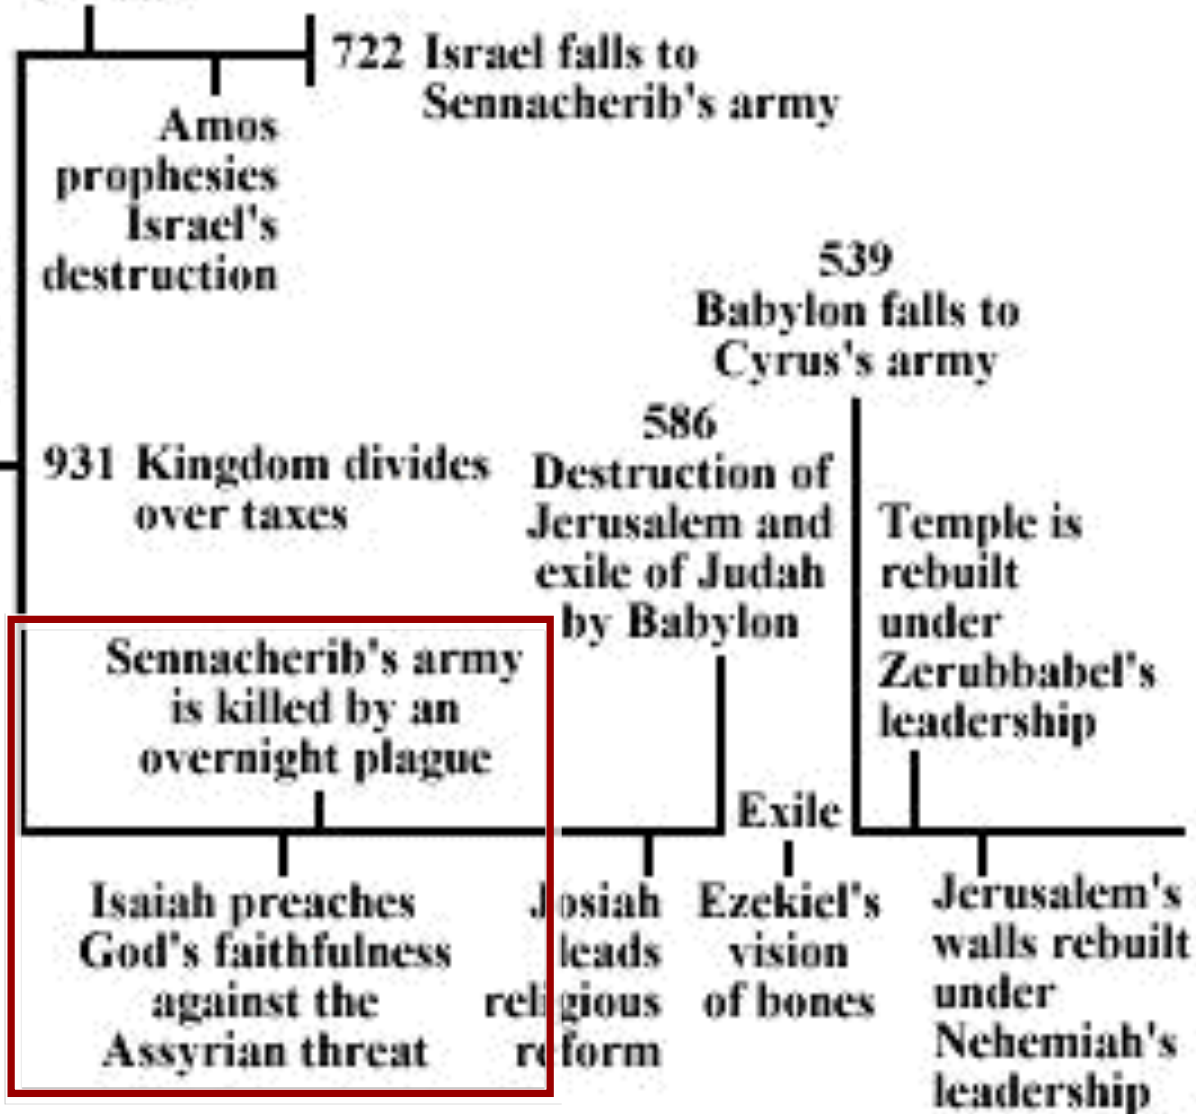 722 Israel falls to
Sennacherib's army
Amos
prophesies
Israel's
destruction
539
Babylon falls to
Cyrus's army
931 Kingdom divides
over taxes
586
Destruction of
Jerusalem and
exile of Judah
by Babylon
Temple is
rebuilt
under
Zerubbabel's
leadership
Sennacherib's army
is killed by an
overnight plague
Exile
Isaiah preaches
God's faithfulness
against the
Assyrian threat
Josiah
leads
religious
reform
Ezekiel's
vision
of bones
Jerusalem's
walls rebuilt
under
Nehemiah's
leadership